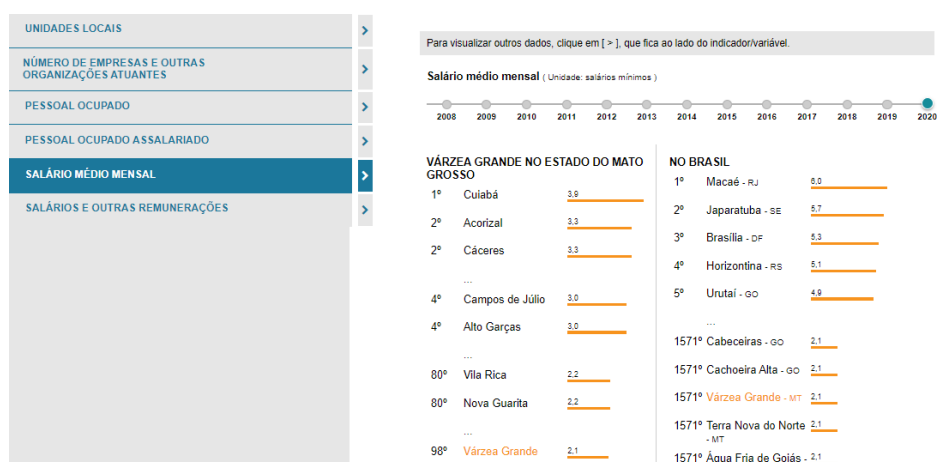 UNIDADES LOCAIS
NÚMERO DE EMPRESAS E OUTRAS
ORGANIZAÇÕES ATUANTES
PESSOAL OCUPADO
PESSOAL OCUPADO ASSALARIADO
SALÁRIO MÉDIO MENSAL
SALÁRIOS E OUTRAS REMUNERAÇÕES
Para visualizar outros dados, clique em [ > ], que fica ao lado do indicador/variável.
Salário médio mensal ( Unidade: salários mínimos )
2008 2009 2010 2011 2012 2013 2014 2015 2016 2017 2018 2019 2020
VÁRZEA GRANDE NO ESTADO DO MATO
GROSSO
1º Cuiabá 3,9
2º Acorizal 3,3
2º Cáceres 3,3
...
4º Campos de Júlio 3,0
4º Alto Garças 3,0
...
80º Vila Rica 2,2
80º Nova Guarita 2,2
...
98º Várzea Grande 2,1
NO BRASIL
1º Macaé - RJ 6,0
2º Japaratuba - SE 5,7
3º Brasília - DF 5,3
4º Horizontina - RS 5,1
5º Urutaí - GO 4,9
...
1571º Cabeceiras - GO 2,1
1571º Cachoeira Alta - GO 2,1
1571º Várzea Grande - MT 2,1
1571º Terra Nova do Norte 2,1
- MT
1571º Água Fria de Goiás - 2,1